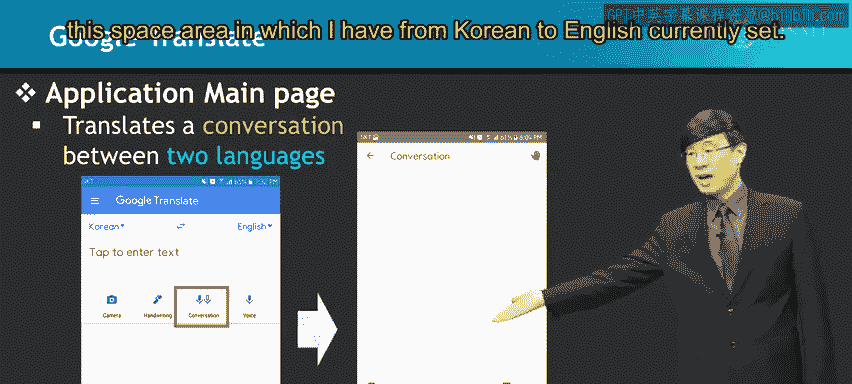 this space area in which I have from Korean to English currently set.
Google Translate
❖ Application Main page
▪ Translates a conversation
between two languages
Conversation
Google Translate
Korean
English
Tap to enter text
Camera
Handwriting
Conversation
Voice